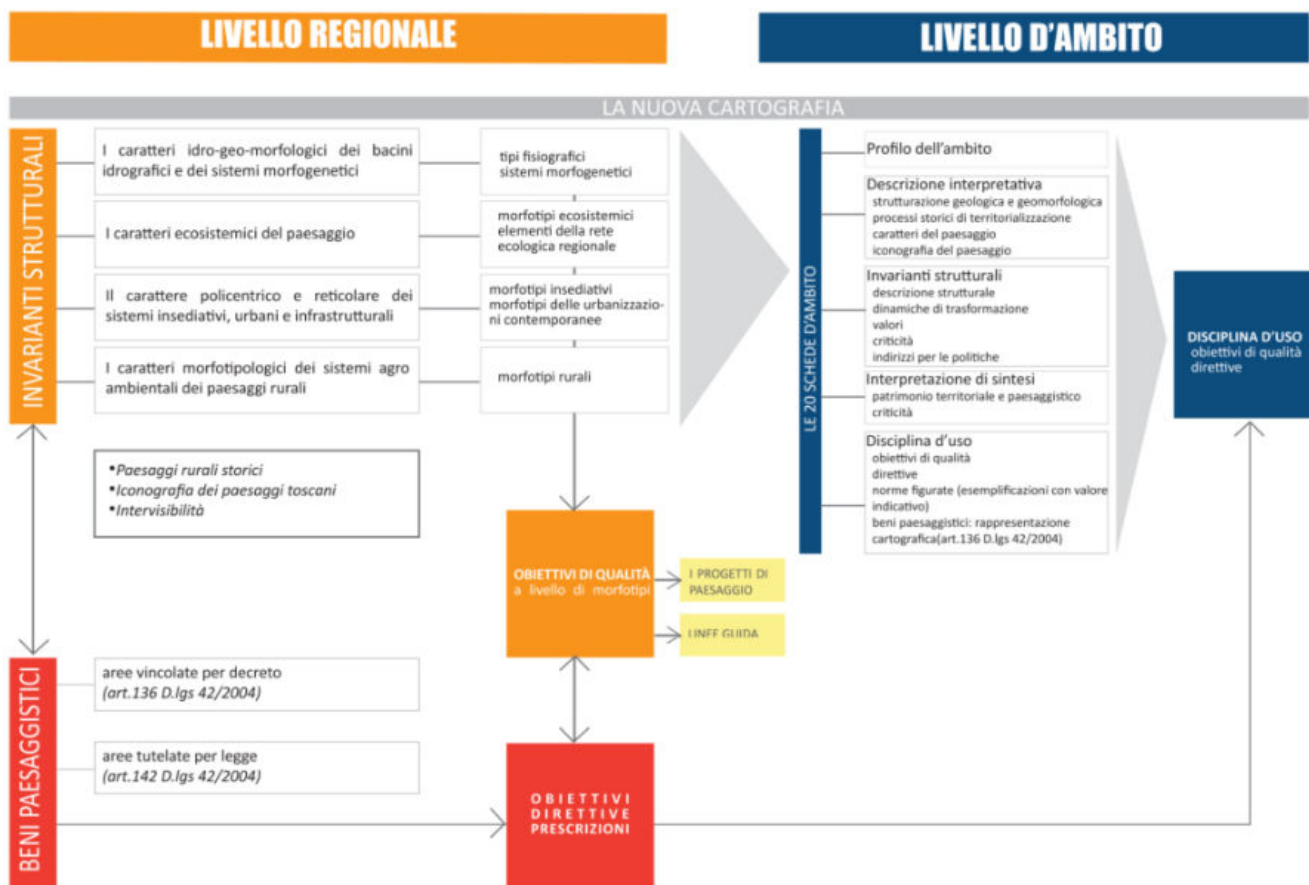 LIVELLO REGIONALE
LIVELLO D'AMBITO
LA NUOVA CARTOGRAFIA
INVARIANTI STRUTTURALI
I caratteri idro-geo-morfologici dei bacini
idrografici e dei sistemi morfogenetici
tipi fisiografici
sistemi morfogenetici
I caratteri ecosistemici del paesaggio
morfotipi ecosistemici
elementi della rete
ecologica regionale
Il carattere policentrico e reticolare dei
sistemi insediativi, urbani e infrastrutturali
morfotipi insediativi
morfotipi delle urbanizzazio-
ni contemporanee
I caratteri morfotipologici dei sistemi agro
ambientali dei paesaggi rurali
morfotipi rurali
•Paesaggi rurali storici
•Iconografia dei paesaggi toscani
•Intervisibilità
OBIETTIVI DI QUALITÀ
a livello di morfotipi
I PROGETTI DI
PAESAGGIO
LINEE GUIDA
BENI PAESAGGISTICI
aree vincolate per decreto
(art.136 D.lgs 42/2004)
aree tutelate per legge
(art.142 D.lgs 42/2004)
OBIETTIVI
DIRETTIVE
PRESCRIZIONI
LE 20 SCHEDE D'AMBITO
Profilo dell'ambito
Descrizione interpretativa
strutturazione geologica e geomorfologica
processi storici di territorializzazione
caratteri del paesaggio
iconografia del paesaggio
Invarianti strutturali
descrizione strutturale
dinamiche di trasformazione
valori
criticità
indirizzi per le politiche
Interpretazione di sintesi
patrimonio territoriale e paesaggistico
criticità
Disciplina d'uso
obiettivi di qualità
direttive
norme figurate (esemplificazioni con valore
indicativo)
beni paesaggistici: rappresentazione
cartografica(art.136 D.lgs 42/2004)
DISCIPLINA D'USO
obiettivi di qualità
direttive